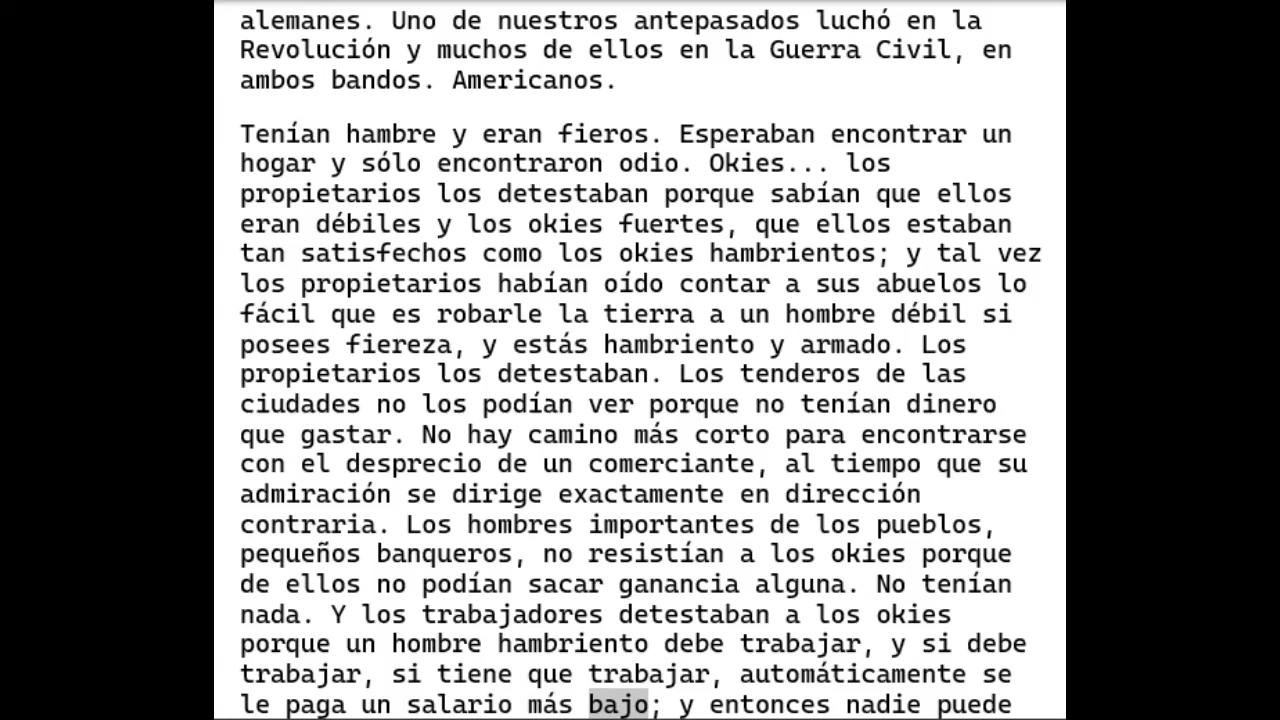 alemanes. Uno de nuestros antepasados luchó en la
Revolución y muchos de ellos en la Guerra Civil, en
ambos bandos. Americanos.
Tenían hambre y eran fieros. Esperaban encontrar un
hogar y sólo encontraron odio. Okies... los
propietarios los detestaban porque sabían que ellos
eran débiles y los okies fuertes, que ellos estaban
tan satisfechos como los okies hambrientos; y tal vez
los propietarios habían oído contar a sus abuelos lo
fácil que es robarle la tierra a un hombre débil si
posees fiereza, y estás hambriento y armado. Los
propietarios los detestaban. Los tenderos de las
ciudades no los podían ver porque no tenían dinero
que gastar. No hay camino más corto para encontrarse
con el desprecio de un comerciante, al tiempo que su
admiración se dirige exactamente en dirección
contraria. Los hombres importantes de los pueblos,
pequeños banqueros, no resistían a los okies porque
de ellos no podían sacar ganancia alguna. No tenían
nada. Y los trabajadores detestaban a los okies
porque un hombre hambriento debe trabajar, y si debe
trabajar, si tiene que trabajar, automáticamente se
le paga un salario más bajo; y entonces nadie puede